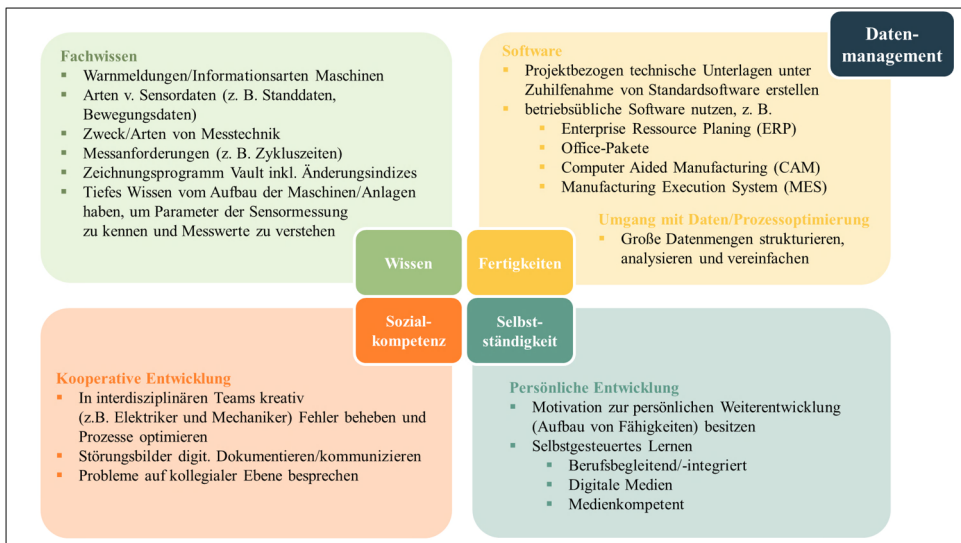 Daten-
management
Fachwissen
▪ Warnmeldungen/Informationsarten Maschinen
▪ Arten v. Sensordaten (z. B. Standdaten,
Bewegungsdaten)
▪ Zweck/Arten von Messtechnik
▪ Messanforderungen (z. B. Zykluszeiten)
▪ Zeichnungsprogramm Vault inkl. Änderungsindizes
▪ Tiefes Wissen vom Aufbau der Maschinen/Anlagen
haben, um Parameter der Sensormessung
zu kennen und Messwerte zu verstehen
Wissen
Software
▪ Projektbezogen technische Unterlagen unter
Zuhilfenahme von Standardsoftware erstellen
▪ betriebsübliche Software nutzen, z. B.
▪ Enterprise Ressource Planing (ERP)
▪ Office-Pakete
▪ Computer Aided Manufacturing (CAM)
▪ Manufacturing Execution System (MES)
Umgang mit Daten/Prozessoptimierung
▪ Große Datenmengen strukturieren,
analysieren und vereinfachen
Fertigkeiten
Sozial-
kompetenz
Kooperative Entwicklung
▪ In interdisziplinären Teams kreativ
(z.B. Elektriker und Mechaniker) Fehler beheben und
Prozesse optimieren
▪ Störungsbilder digit. Dokumentieren/kommunizieren
▪ Probleme auf kollegialer Ebene besprechen
Selbst-
ständigkeit
Persönliche Entwicklung
▪ Motivation zur persönlichen Weiterentwicklung
(Aufbau von Fähigkeiten) besitzen
▪ Selbstgesteuertes Lernen
▪ Berufsbegleitend/-integriert
▪ Digitale Medien
▪ Medienkompetent